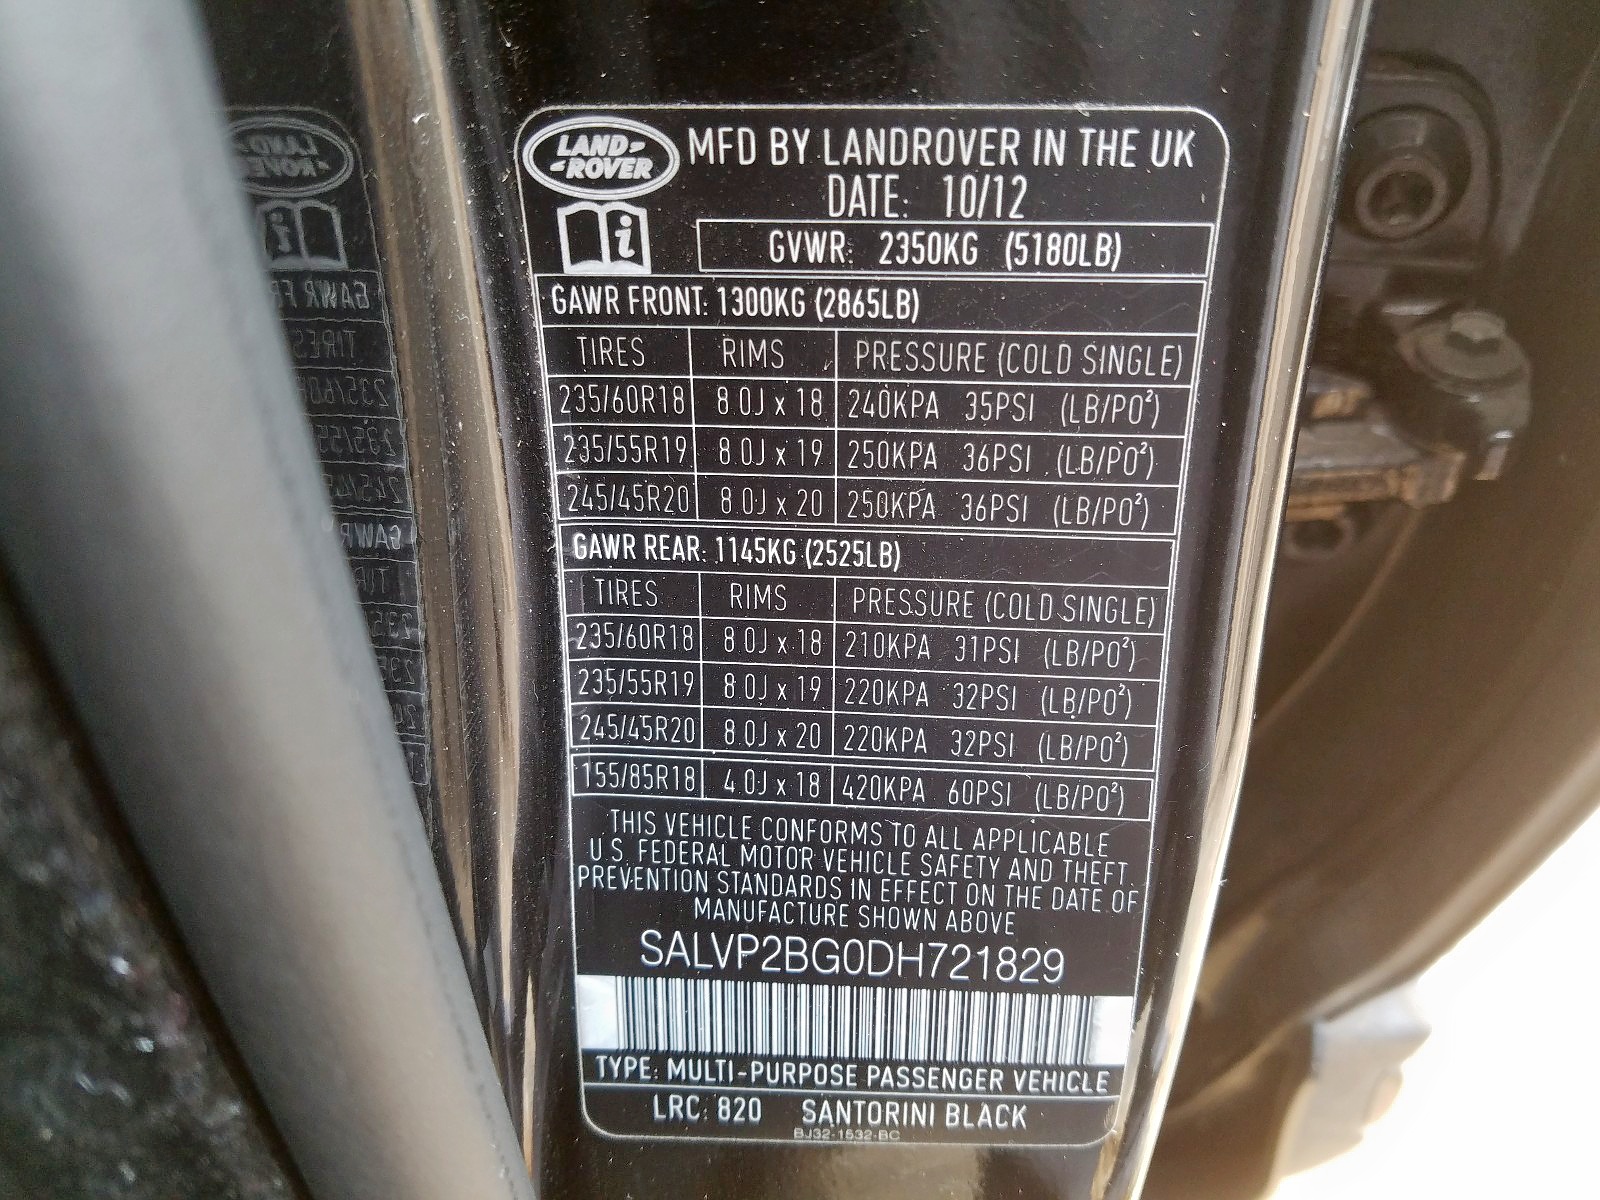 LAND-
-ROVER
MFD BY LANDROVER IN THE UK
DATE: 10/12
i
GVWR: 2350KG (5180LB)
GAWR FRONT: 1300KG (2865LB)
TIRES RIMS PRESSURE (COLD SINGLE)
235/60R18 8.0J x 18 240KPA 35PSI (LB/PO²)
235/55R19 8.0J x 19 250KPA 36PSI (LB/PO²)
245/45R20 8.0J x 20 250KPA 36PSI (LB/PO²)
GAWR REAR: 1145KG (2525LB)
TIRES RIMS PRESSURE (COLD SINGLE)
235/60R18 8.0J x 18 210KPA 31PSI (LB/PO²)
235/55R19 8.0J x 19 220KPA 32PSI (LB/PO²)
245/45R20 8.0J x 20 220KPA 32PSI (LB/PO²)
155/85R18 4.0J x 18 420KPA 60PSI (LB/PO²)
THIS VEHICLE CONFORMS TO ALL APPLICABLE
U.S. FEDERAL MOTOR VEHICLE SAFETY AND THEFT
PREVENTION STANDARDS IN EFFECT ON THE DATE OF
MANUFACTURE SHOWN ABOVE
SALVP2BG0DH721829
TYPE: MULTI-PURPOSE PASSENGER VEHICLE
LRC: 820 SANTORINI BLACK
BJ32-1532-BC